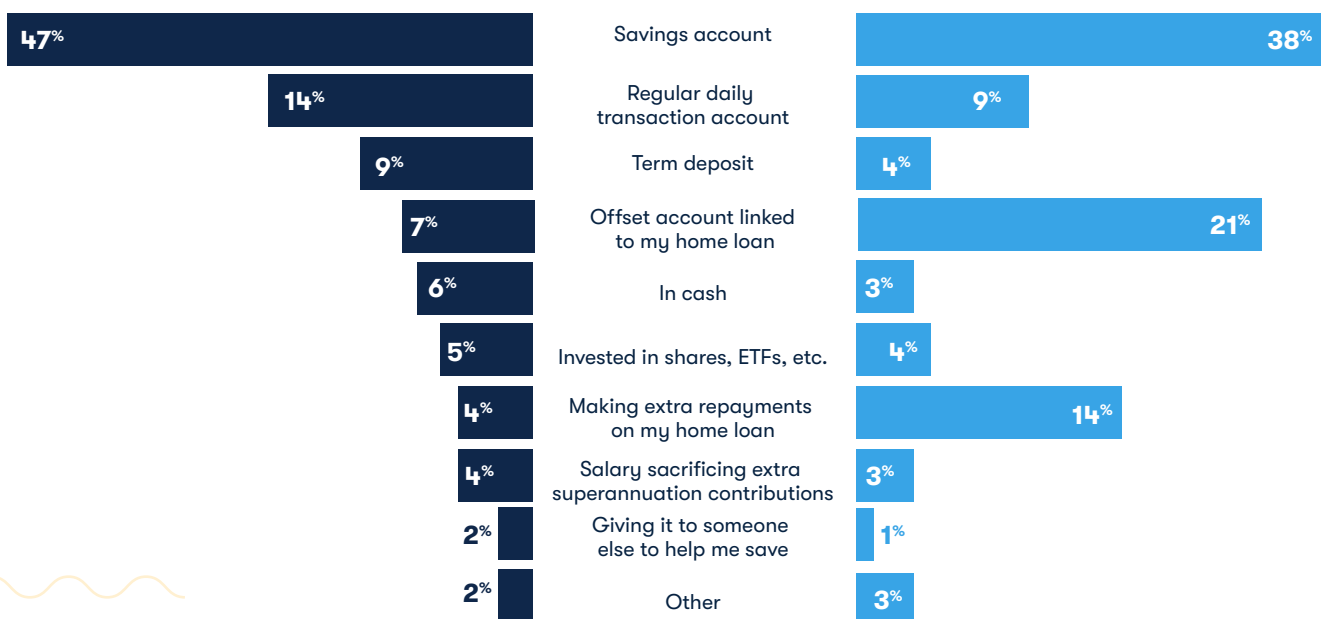 47% Savings account 38%
14% Regular daily
transaction account 9%
9% Term deposit 4%
7% Offset account linked
to my home loan 21%
6% In cash 3%
5% Invested in shares, ETFs, etc. 4%
4% Making extra repayments
on my home loan 14%
4% Salary sacrificing extra
superannuation contributions 3%
2% Giving it to someone
else to help me save 1%
2% Other 3%